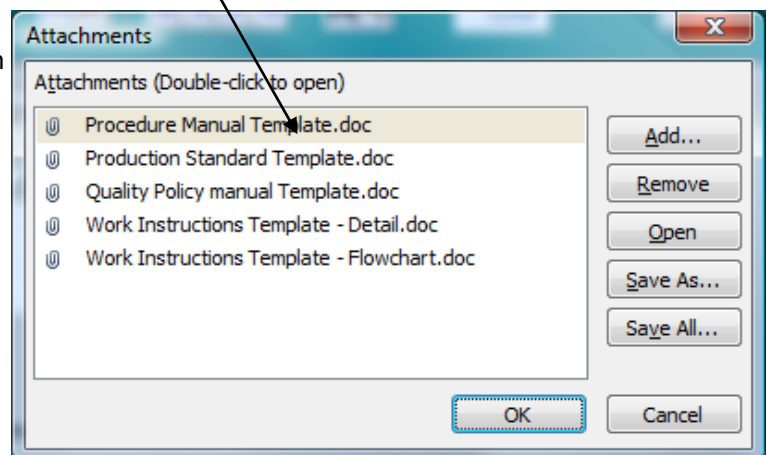 Attachments
Attachments (Double-click to open)
Procedure Manual Template.doc
Production Standard Template.doc
Quality Policy manual Template.doc
Work Instructions Template - Detail.doc
Work Instructions Template - Flowchart.doc
Add...
Remove
Open
Save As...
Save All...
OK
Cancel